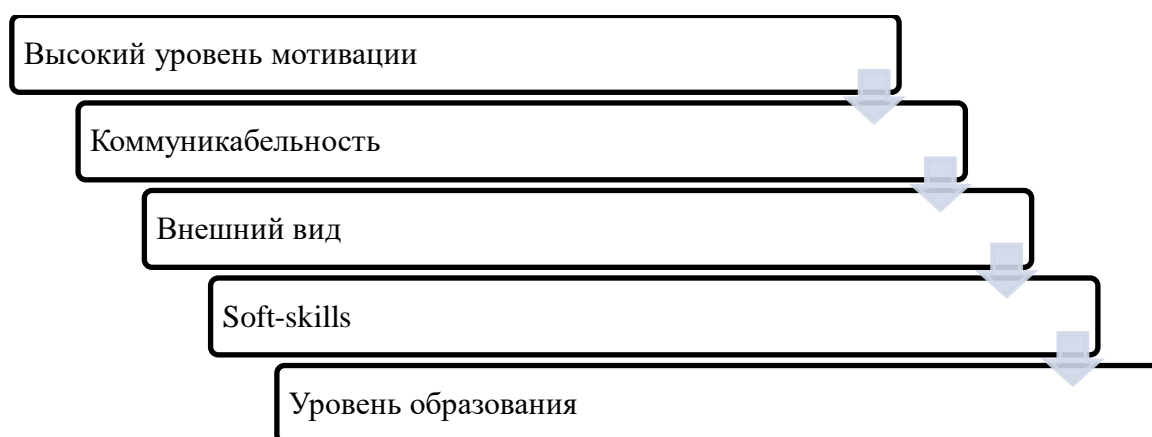 Высокий уровень мотивации
Коммуникабельность
Внешний вид
Soft-skills
Уровень образования